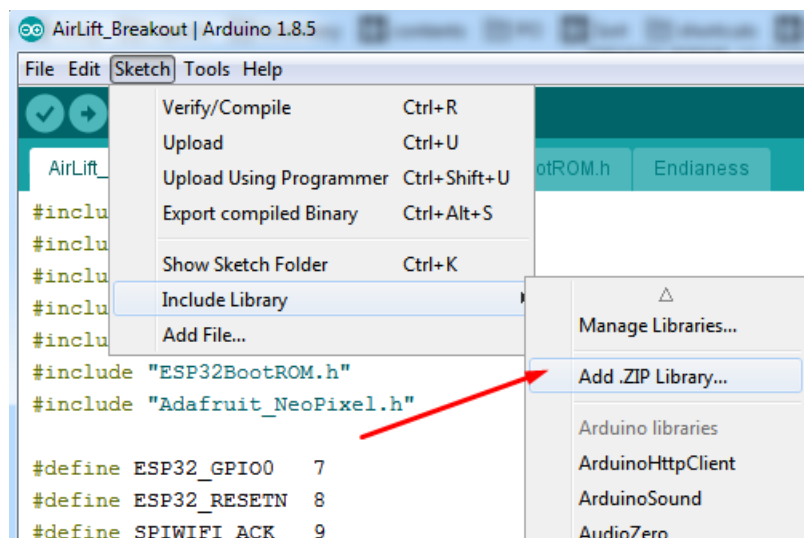 AirLift_Breakout | Arduino 1.8.5
File Edit Sketch Tools Help
Verify/Compile Ctrl+R
Upload Ctrl+U
Upload Using Programmer Ctrl+Shift+U
Export compiled Binary Ctrl+Alt+S
Show Sketch Folder Ctrl+K
Include Library
Add File...
Manage Libraries...
Add .ZIP Library...
Arduino libraries
ArduinoHttpClient
ArduinoSound
AudioZero
AirLift_ otROM.h Endianess
#inclu
#inclu
#inclu
#inclu
#inclu
#include "ESP32BootROM.h"
#include "Adafruit_NeoPixel.h"
#define ESP32_GPIO0 7
#define ESP32_RESETN 8
#define SPIWIFI_ACK 9